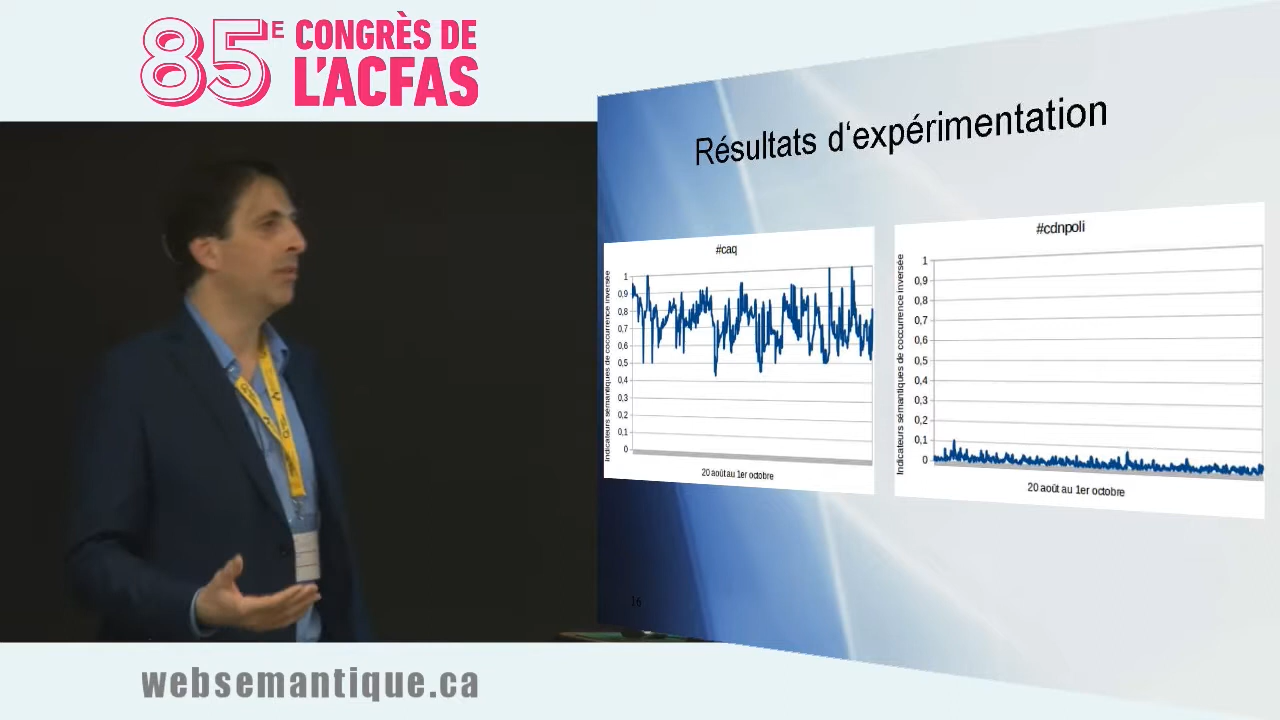 85E CONGRÈS DE
L'ACFAS
Résultats d‘expérimentation
#caq
Indicateurs sémantiques de coccurrence inversée
1
0,9
0,8
0,7
0,6
0,5
0,4
0,3
0,2
0,1
0
20 août au 1er octobre
#cdnpoli
Indicateurs sémantiques de coccurrence inversée
1
0,9
0,8
0,7
0,6
0,5
0,4
0,3
0,2
0,1
0
20 août au 1er octobre
16
websemantique.ca